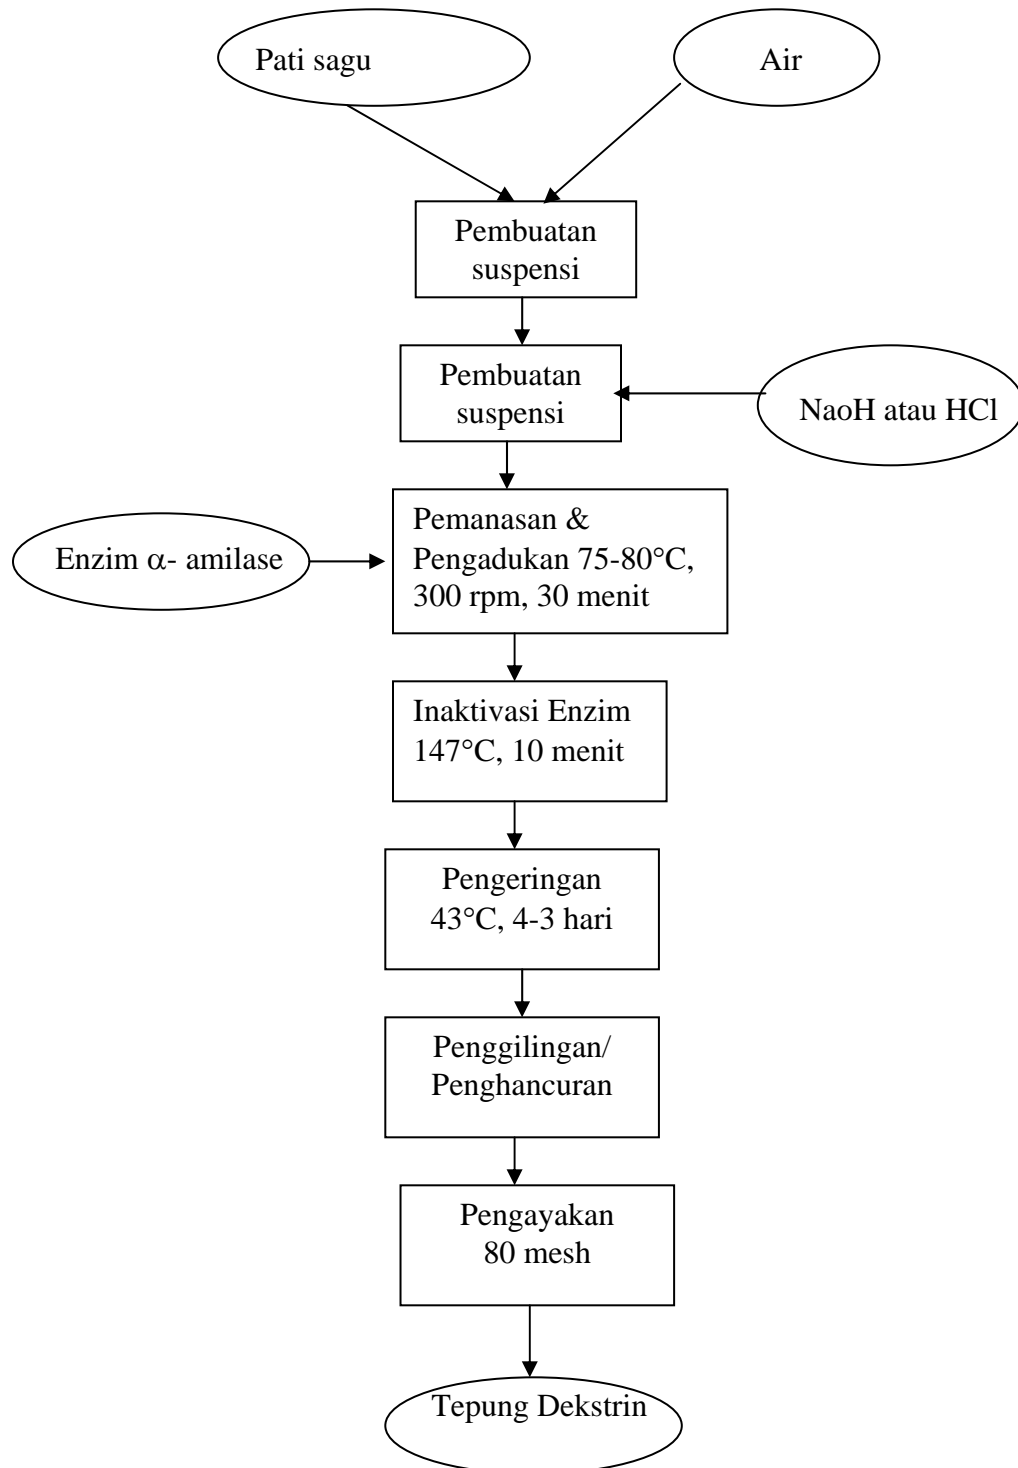 Pati sagu
Air
Pembuatan
suspensi
Pembuatan
suspensi
NaoH atau HCl
Enzim α- amilase
Pemanasan &
Pengadukan 75-80°C,
300 rpm, 30 menit
Inaktivasi Enzim
147°C, 10 menit
Pengeringan
43°C, 4-3 hari
Penggilingan/
Penghancuran
Pengayakan
80 mesh
Tepung Dekstrin